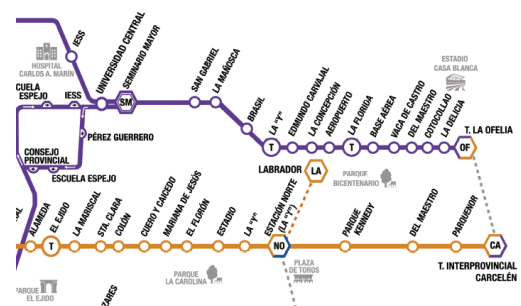 IESS
UNIVERSIDAD CENTRAL
SEMINARIO MAYOR
SM
SAN GABRIEL
LA MAÑOSCA
BRASIL
LA "Y"
T
EDMUNDO CARVAJAL
LA CONCEPCIÓN
AEROPUERTO
LA FLORIDA
T
BASE AÉREA
VACA DE CASTRO
DEL MAESTRO
COTOCOLLAO
LA DELICIA
T. LA OFELIA
OF
ESTADIO
CASA BLANCA
HOSPITAL
CARLOS A. MARÍN
CUELA
ESPEJO
IESS
PÉREZ GUERRERO
CONSEJO
PROVINCIAL
ESCUELA ESPEJO
LABRADOR
LA
PARQUE
BICENTENARIO
ALAMEDA
EL EJIDO
T
LA MARISCAL
STA. CLARA
COLÓN
CUERO Y CAICEDO
MARIANA DE JESÚS
EL FLORÓN
ESTADIO
LA "Y"
ESTACIÓN NORTE
(LA "Y")
NO
PARQUE
KENNEDY
DEL MAESTRO
PARQUENOR
CA
T. INTERPROVINCIAL
CARCELÉN
PARQUE
EL EJIDO
PARQUE
LA CAROLINA
PLAZA
DE TOROS